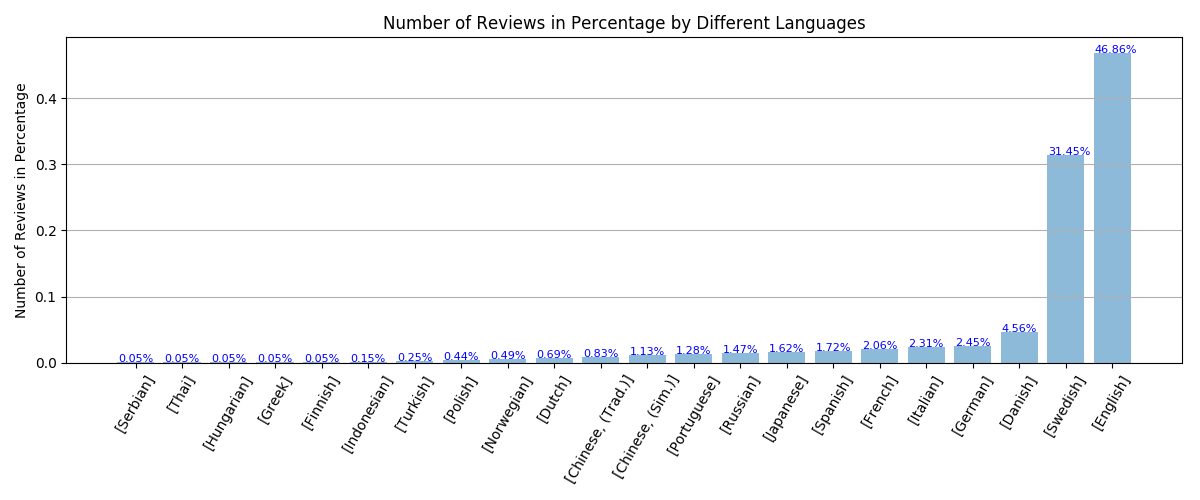 Number of Reviews in Percentage by Different Languages
Number of Reviews in Percentage
0.4
0.3
0.2
0.1
0.0
0.05%
0.05%
0.05%
0.05%
0.05%
0.15%
0.25%
0.44%
0.49%
0.69%
0.83%
1.13%
1.28%
1.47%
1.62%
1.72%
2.06%
2.31%
2.45%
4.56%
31.45%
46.86%
[Serbian]
[Thai]
[Hungarian]
[Greek]
[Finnish]
[Indonesian]
[Turkish]
[Polish]
[Norwegian]
[Dutch]
[Chinese, (Trad.)]
[Chinese, (Sim.)]
[Portuguese]
[Russian]
[Japanese]
[Spanish]
[French]
[Italian]
[German]
[Danish]
[Swedish]
[English]